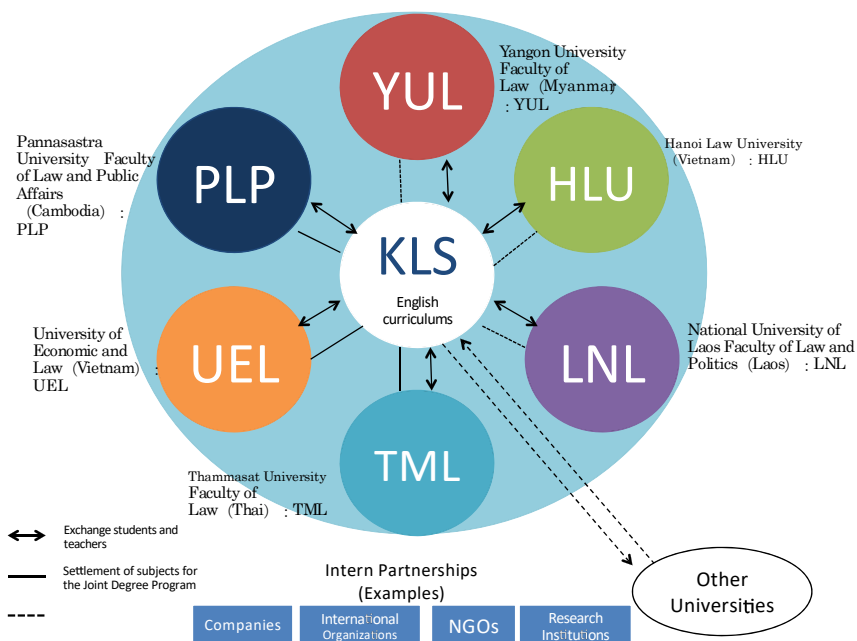 YUL
Yangon University
Faculty of
Law (Myanmar)
: YUL
Pannasastra
University Faculty
of Law and Public
Affairs
(Cambodia) :
PLP
PLP
HLU
Hanoi Law University
(Vietnam) : HLU
KLS
English
curriculums
University of
Economic and
Law (Vietnam) :
UEL
UEL
LNL
National University of
Laos Faculty of Law and
Politics (Laos) : LNL
TML
Thammasat University
Faculty of
Law (Thai) : TML
Exchange students and
teachers
Settlement of subjects for
the Joint Degree Program
Intern Partnerships
(Examples)
Companies
International
Organizations
NGOs
Research
Institutions
Other
Universities